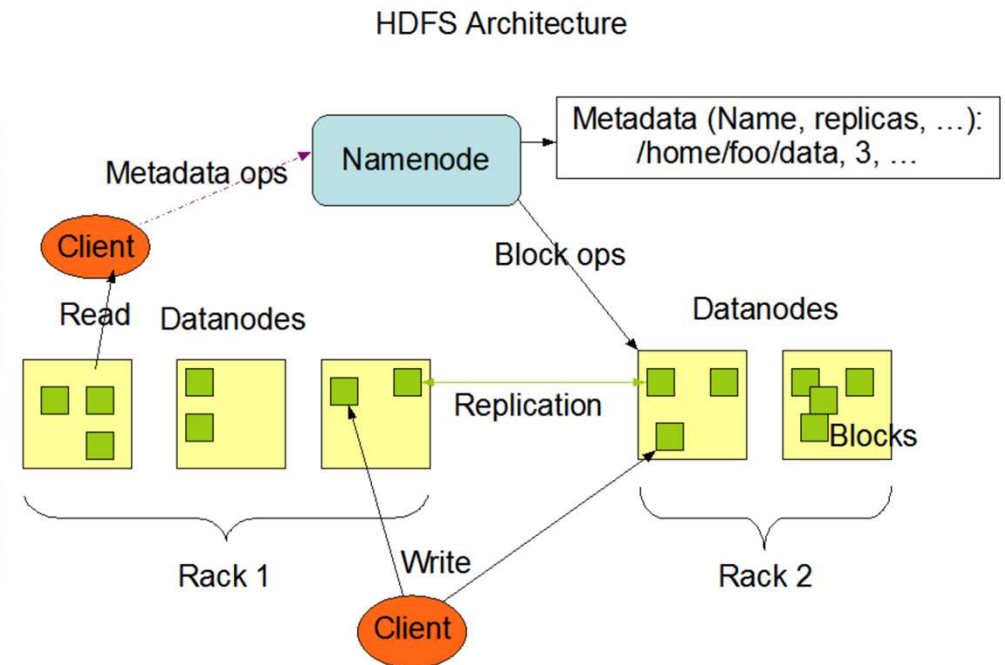 HDFS Architecture
Metadata (Name, replicas, …):
/home/foo/data, 3, …
Namenode
Metadata ops
Client
Block ops
Read
Datanodes
Datanodes
Replication
Blocks
Write
Rack 1
Rack 2
Client